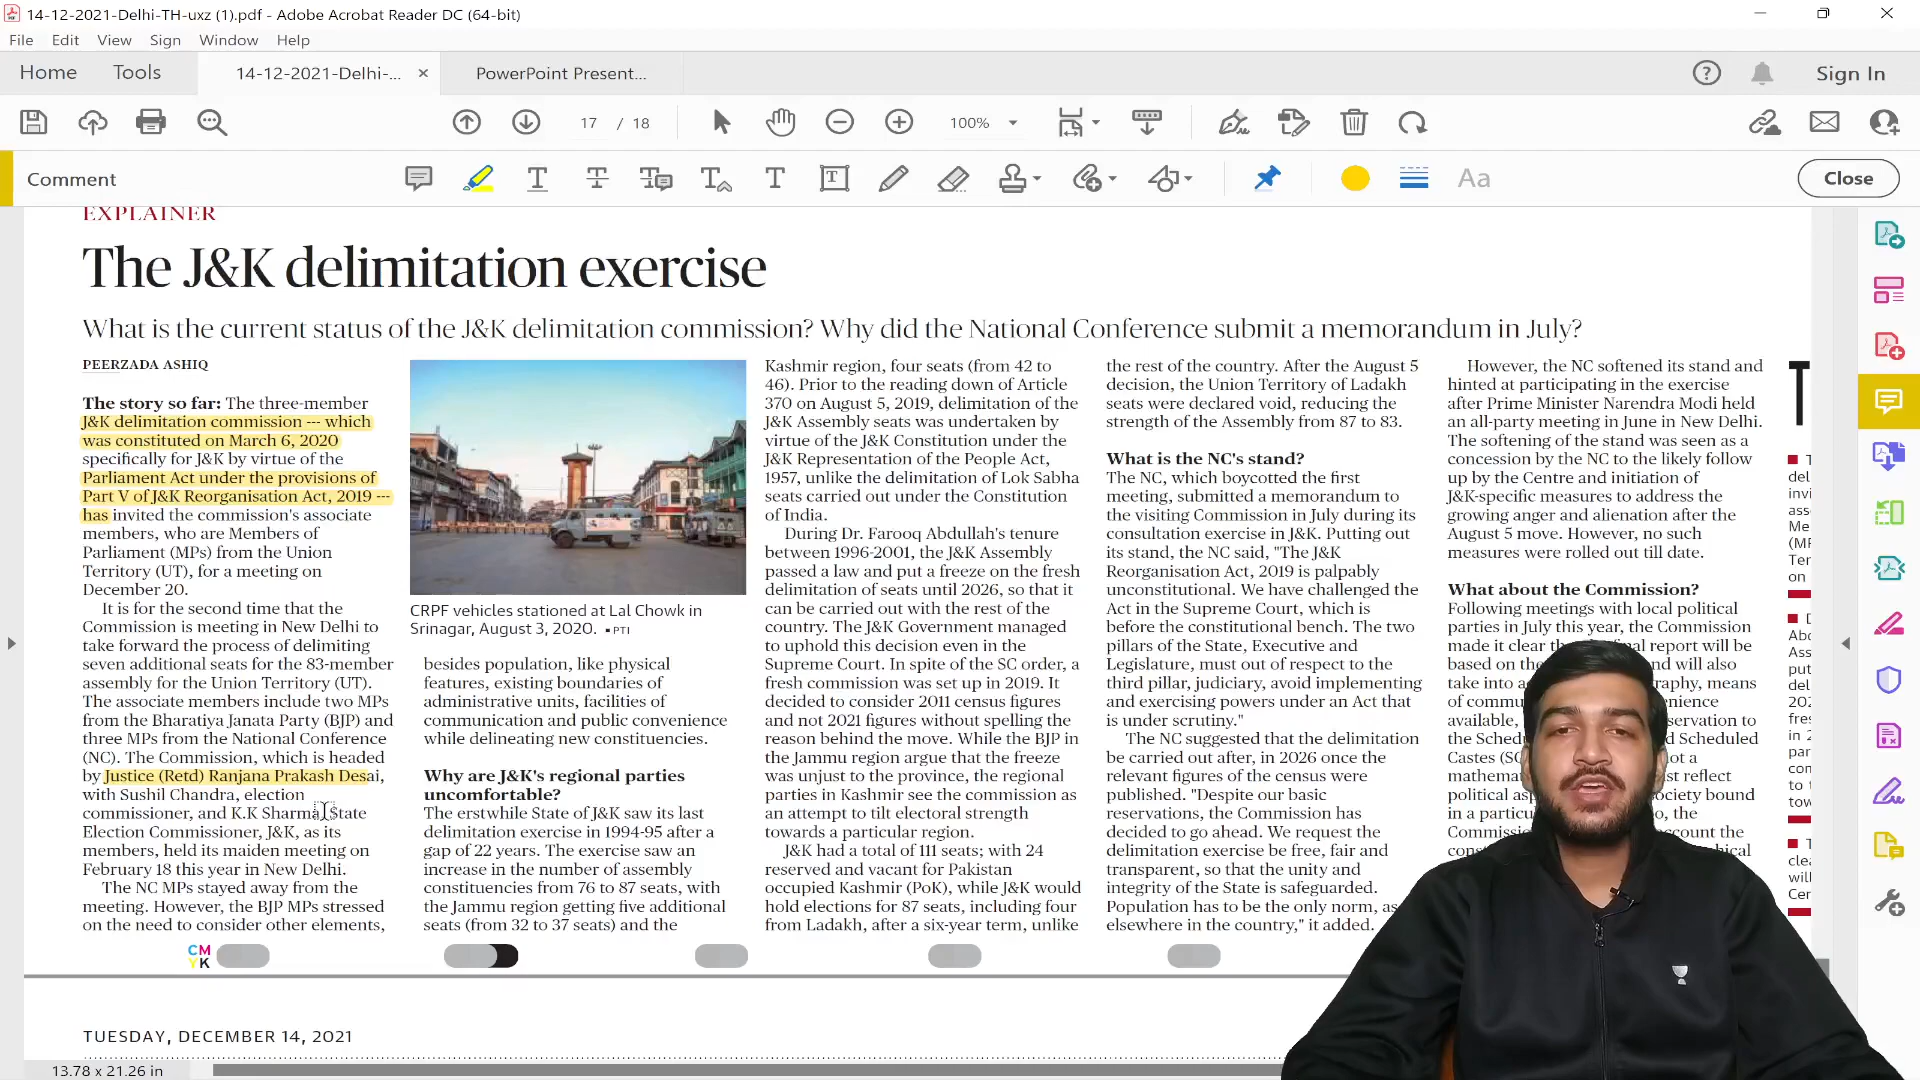 14-12-2021-Delhi-TH-uxz (1).pdf - Adobe Acrobat Reader DC (64-bit)
File Edit View Sign Window Help
Home Tools 14-12-2021-Delhi-... × PowerPoint Present... Sign In
17 / 18 100%
Comment Close
EXPLAINER
The J&K delimitation exercise
What is the current status of the J&K delimitation commission? Why did the National Conference submit a memorandum in July?
PEERZADA ASHIQ
The story so far: The three-member
J&K delimitation commission --- which
was constituted on March 6, 2020
specifically for J&K by virtue of the
Parliament Act under the provisions of
Part V of J&K Reorganisation Act, 2019 ---
has invited the commission's associate
members, who are Members of
Parliament (MPs) from the Union
Territory (UT), for a meeting on
December 20.
It is for the second time that the
Commission is meeting in New Delhi to
take forward the process of delimiting
seven additional seats for the 83-member
assembly for the Union Territory (UT).
The associate members include two MPs
from the Bharatiya Janata Party (BJP) and
three MPs from the National Conference
(NC). The Commission, which is headed
by Justice (Retd) Ranjana Prakash Desai,
with Sushil Chandra, election
commissioner, and K.K Sharma, State
Election Commissioner, J&K, as its
members, held its maiden meeting on
February 18 this year in New Delhi.
The NC MPs stayed away from the
meeting. However, the BJP MPs stressed
on the need to consider other elements,
CRPF vehicles stationed at Lal Chowk in
Srinagar, August 3, 2020. ▪PTI
besides population, like physical
features, existing boundaries of
administrative units, facilities of
communication and public convenience
while delineating new constituencies.
Why are J&K's regional parties
uncomfortable?
The erstwhile State of J&K saw its last
delimitation exercise in 1994-95 after a
gap of 22 years. The exercise saw an
increase in the number of assembly
constituencies from 76 to 87 seats, with
the Jammu region getting five additional
seats (from 32 to 37 seats) and the
Kashmir region, four seats (from 42 to
46). Prior to the reading down of Article
370 on August 5, 2019, delimitation of the
J&K Assembly seats was undertaken by
virtue of the J&K Constitution under the
J&K Representation of the People Act,
1957, unlike the delimitation of Lok Sabha
seats carried out under the Constitution
of India.
During Dr. Farooq Abdullah's tenure
between 1996-2001, the J&K Assembly
passed a law and put a freeze on the fresh
delimitation of seats until 2026, so that it
can be carried out with the rest of the
country. The J&K Government managed
to uphold this decision even in the
Supreme Court. In spite of the SC order, a
fresh commission was set up in 2019. It
decided to consider 2011 census figures
and not 2021 figures without spelling the
reason behind the move. While the BJP in
the Jammu region argue that the freeze
was unjust to the province, the regional
parties in Kashmir see the commission as
an attempt to tilt electoral strength
towards a particular region.
J&K had a total of 111 seats; with 24
reserved and vacant for Pakistan
occupied Kashmir (PoK), while J&K would
hold elections for 87 seats, including four
from Ladakh, after a six-year term, unlike
the rest of the country. After the August 5
decision, the Union Territory of Ladakh
seats were declared void, reducing the
strength of the Assembly from 87 to 83.
What is the NC's stand?
The NC, which boycotted the first
meeting, submitted a memorandum to
the visiting Commission in July during its
consultation exercise in J&K. Putting out
its stand, the NC said, "The J&K
Reorganisation Act, 2019 is palpably
unconstitutional. We have challenged the
Act in the Supreme Court, which is
before the constitutional bench. The two
pillars of the State, Executive and
Legislature, must out of respect to the
third pillar, judiciary, avoid implementing
and exercising powers under an Act that
is under scrutiny."
The NC suggested that the delimitation
be carried out after, in 2026 once the
relevant figures of the census were
published. "Despite our basic
reservations, the Commission has
decided to go ahead. We request the
delimitation exercise be free, fair and
transparent, so that the unity and
integrity of the State is safeguarded.
Population has to be the only norm, as
elsewhere in the country," it added.
However, the NC softened its stand and
hinted at participating in the exercise
after Prime Minister Narendra Modi held
an all-party meeting in June in New Delhi.
The softening of the stand was seen as a
concession by the NC to the likely follow
up by the Centre and initiation of
J&K-specific measures to address the
growing anger and alienation after the
August 5 move. However, no such
measures were rolled out till date.
What about the Commission?
Following meetings with local political
parties in July this year, the Commission
made it clear
based on the nd will also
take into means
of
available, servation to
the Scheduled
Castes (S ot a
reflect
political ociety bound
in a
account the
CMYK
TUESDAY, DECEMBER 14, 2021
13.78 x 21.26 in